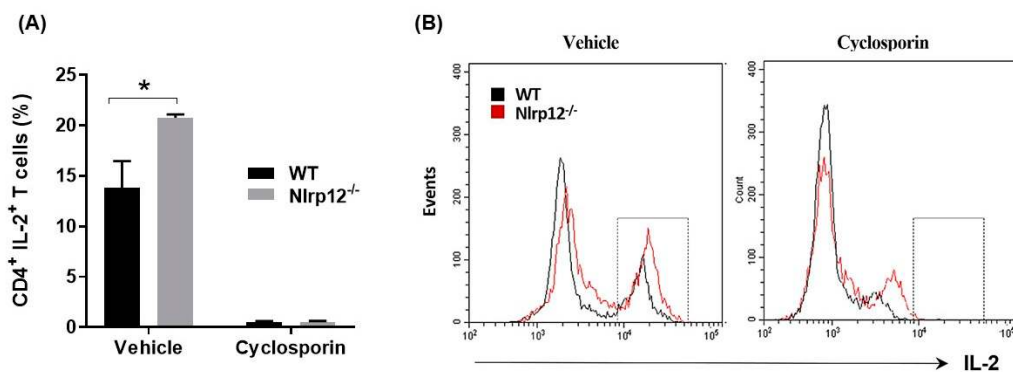 (A)
CD4⁺ IL-2⁺ T cells (%)
25
20
15
10
5
0
*
WT
Nlrp12⁻/⁻
Vehicle
Cyclosporin
(B)
Vehicle
Cyclosporin
Events
400
300
200
100
0
WT
Nlrp12⁻/⁻
10² 10³ 10⁴ 10⁵
Count
400
300
200
100
0
10² 10³ 10⁴ 10⁵
IL-2